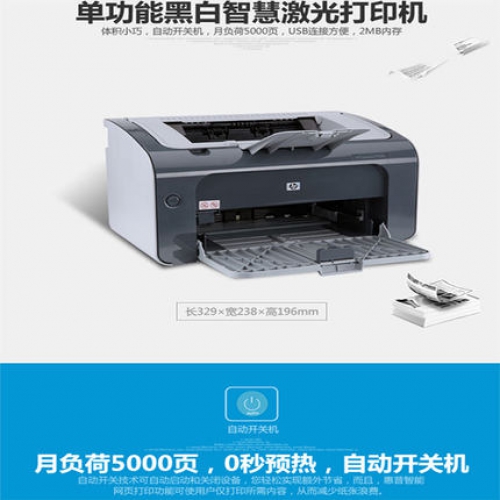 单功能黑白智慧激光打印机
体积小巧，自动开关机，月负荷5000页，USB连接方便，2MB内存
hp
长329×宽238×高196mm
自动开关机
月负荷5000页，0秒预热，自动开关机
自动开关技术可自动启动和关闭设备，您轻松实现额外节省，而且，惠普智能
网页打印功能可使用户仅打印所需内容，从而减少纸张浪费。